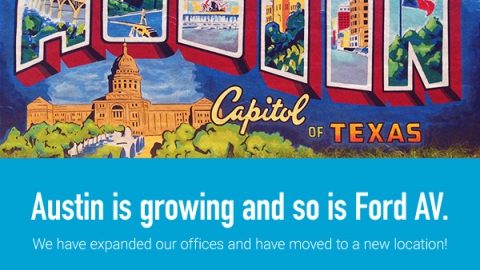 AUSTIN
Capitol
OF TEXAS
Austin is growing and so is Ford AV.
We have expanded our offices and have moved to a new location!